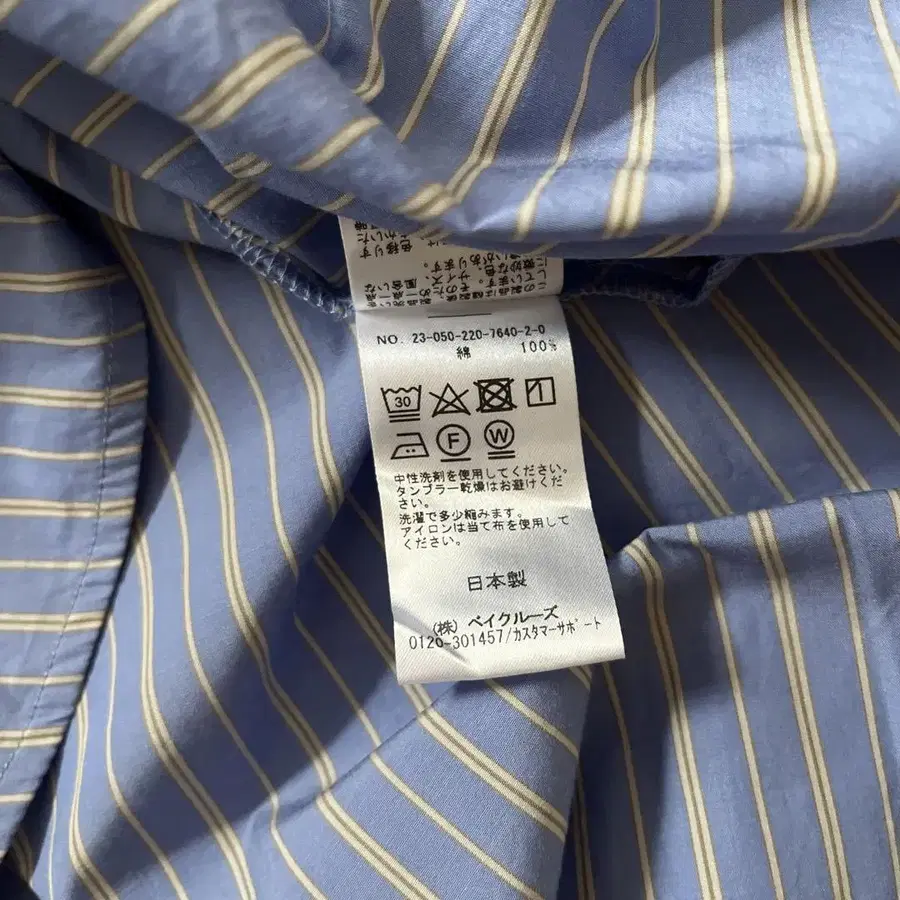 NO. 23-050-220-7640-2-0
綿 100%
30
F W
中性洗剤を使用してください。
タンブラー乾燥はお避けくだ
さい。
洗濯で多少縮みます。
アイロンは当て布を使用して
ください。
日本製
(株) ベイクルーズ
0120-301457/カスタマーサポート